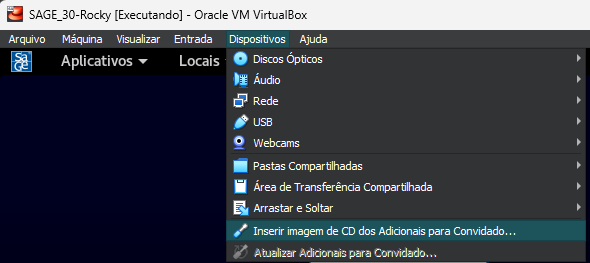 SAGE_30-Rocky [Executando] - Oracle VM VirtualBox
Arquivo Máquina Visualizar Entrada Dispositivos Ajuda
SAGE Aplicativos Locais
Discos Ópticos
Áudio
Rede
USB
Webcams
Pastas Compartilhadas
Área de Transferência Compartilhada
Arrastar e Soltar
Inserir imagem de CD dos Adicionais para Convidado...
Atualizar Adicionais para Convidado...